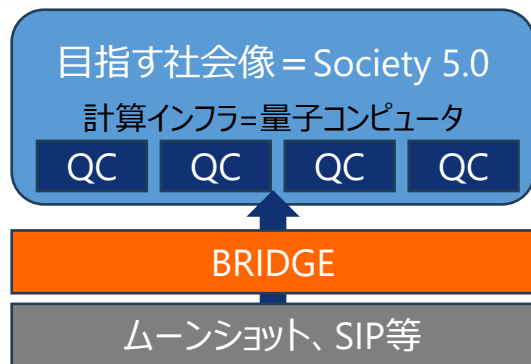 目指す社会像＝Society 5.0
計算インフラ=量子コンピュータ
QC QC QC QC
BRIDGE
ムーンショット、SIP等